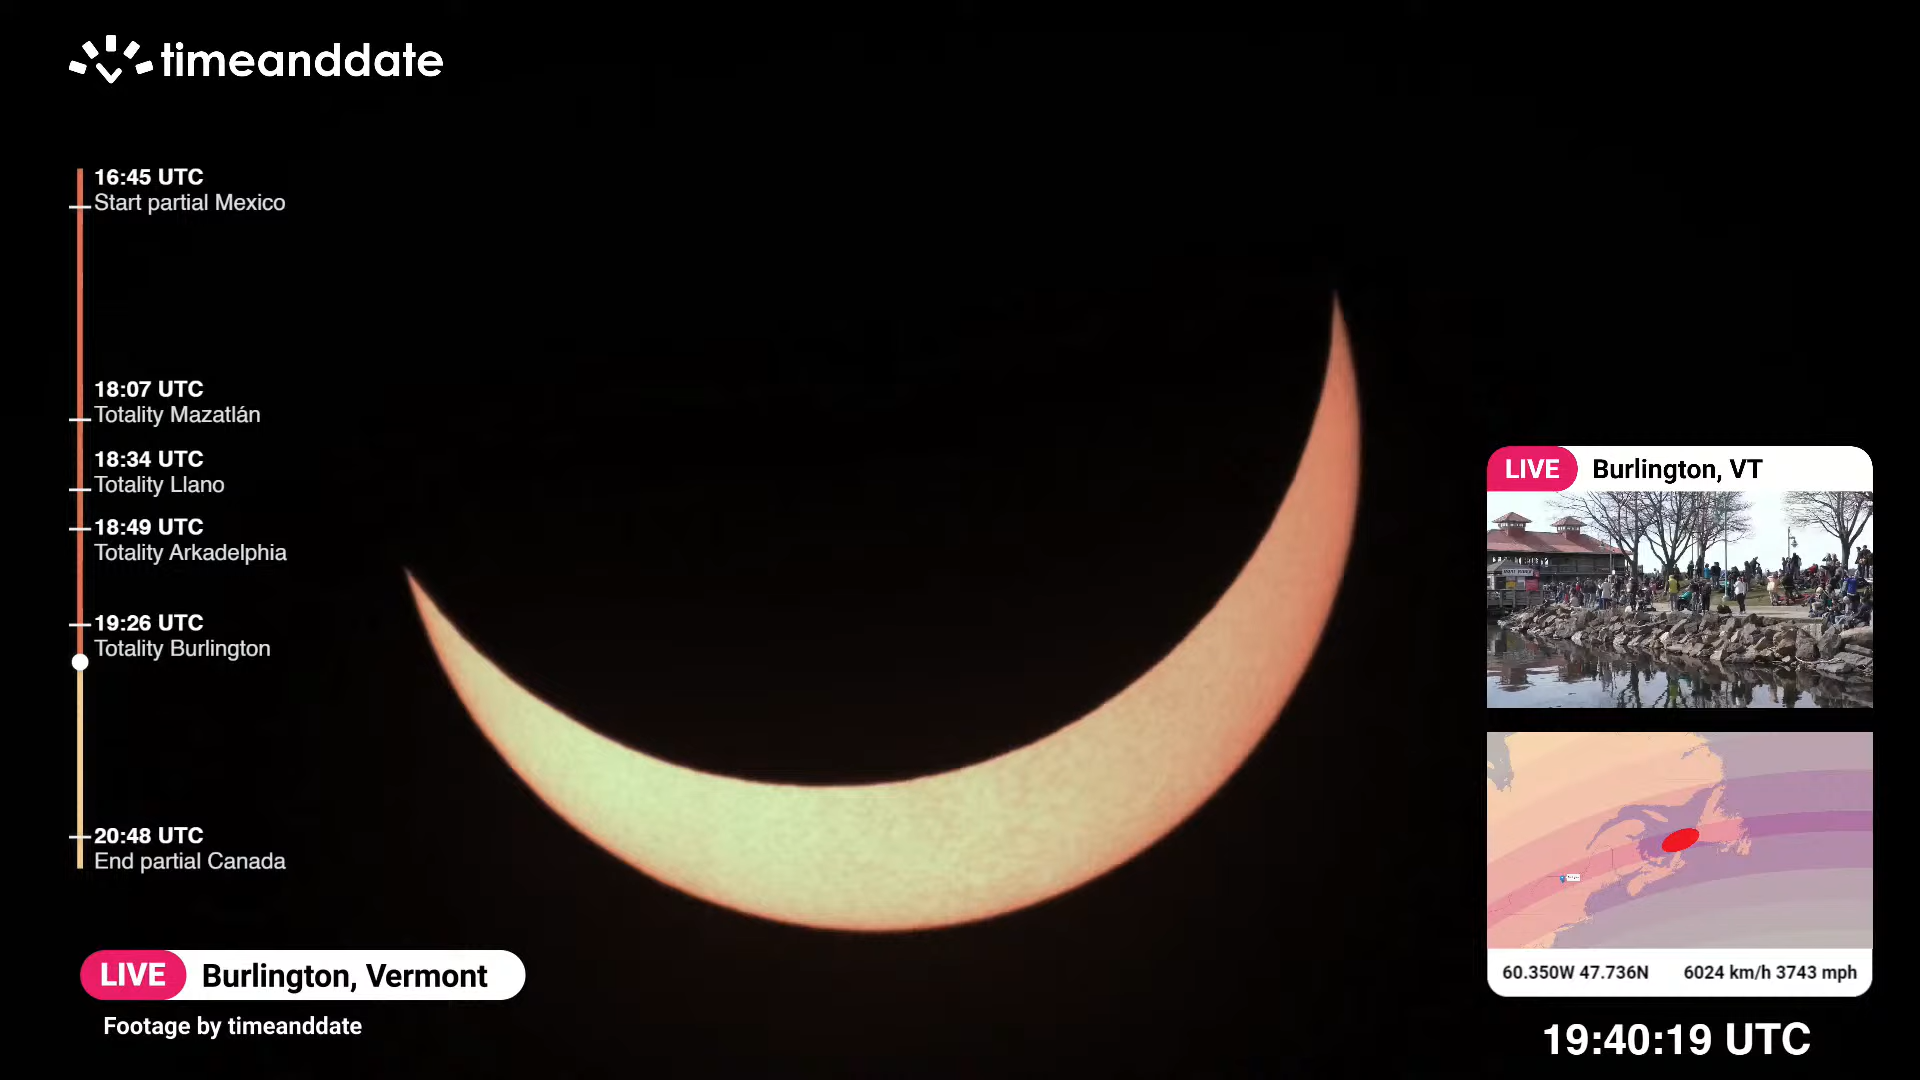 timeanddate
16:45 UTC
Start partial Mexico
18:07 UTC
Totality Mazatlán
18:34 UTC
Totality Llano
18:49 UTC
Totality Arkadelphia
19:26 UTC
Totality Burlington
20:48 UTC
End partial Canada
LIVE Burlington, Vermont
Footage by timeanddate
LIVE Burlington, VT
60.350W 47.736N 6024 km/h 3743 mph
19:40:19 UTC